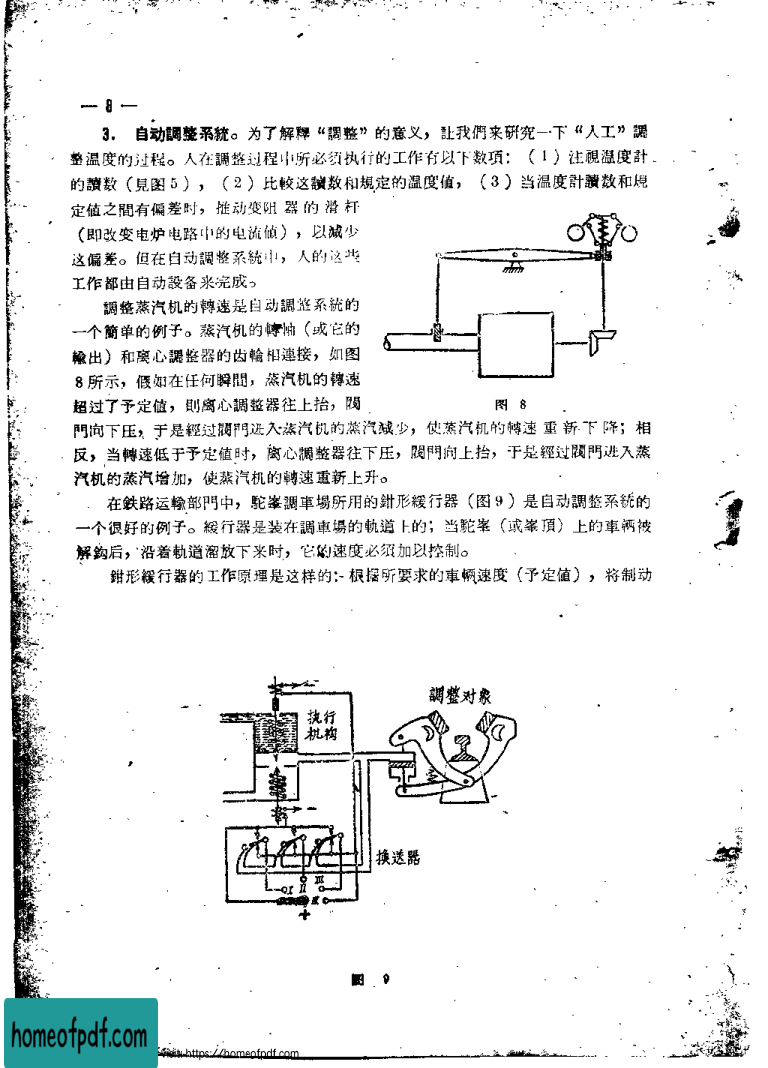 — 8 —
3. 自动調整系統。为了解釋“調整”的意义，让我們来研究一下“人工”調
整温度的过程。人在調整过程中所必須执行的工作有以下数項：（1）注視温度計
的讀数（見图5），（2）比較这讀数和規定的温度值，（3）当温度計讀数和規
定值之間有偏差时，推动变阻器的滑杆
（即改变电炉电路中的电流值），以減少
这偏差。但在自动調整系統中，人的这些
工作都由自动設备来完成。
調整蒸汽机的轉速是自动調整系統的
一个简单的例子。蒸汽机的轉軸（或它的
輸出）和离心調整器的齿輪相連接，如图
8所示，假如在任何瞬間，蒸汽机的轉速
超过了予定值，則离心調整器往上抬，閥
图 8
門向下压，于是經过閥門进入蒸汽机的蒸汽減少，使蒸汽机的轉速重新下降；相
反，当轉速低于予定值时，离心調整器往下压，閥門向上抬，于是經过閥門进入蒸
汽机的蒸汽增加，使蒸汽机的轉速重新上升。
在鉄路运輸部門中，駝峯調車場所用的鉗形緩行器（图9）是自动調整系統的
一个很好的例子。緩行器是装在調車場的軌道上的；当駝峯（或峯頂）上的車輛被
解鈎后，沿着軌道溜放下来时，它的速度必須加以控制。
鉗形緩行器的工作原理是这样的：根据所要求的車輛速度（予定值），将制动
調整对象
执行
机构
換送器
I II III
+
图 9
homeofpdf.com
https://homeofpdf.com